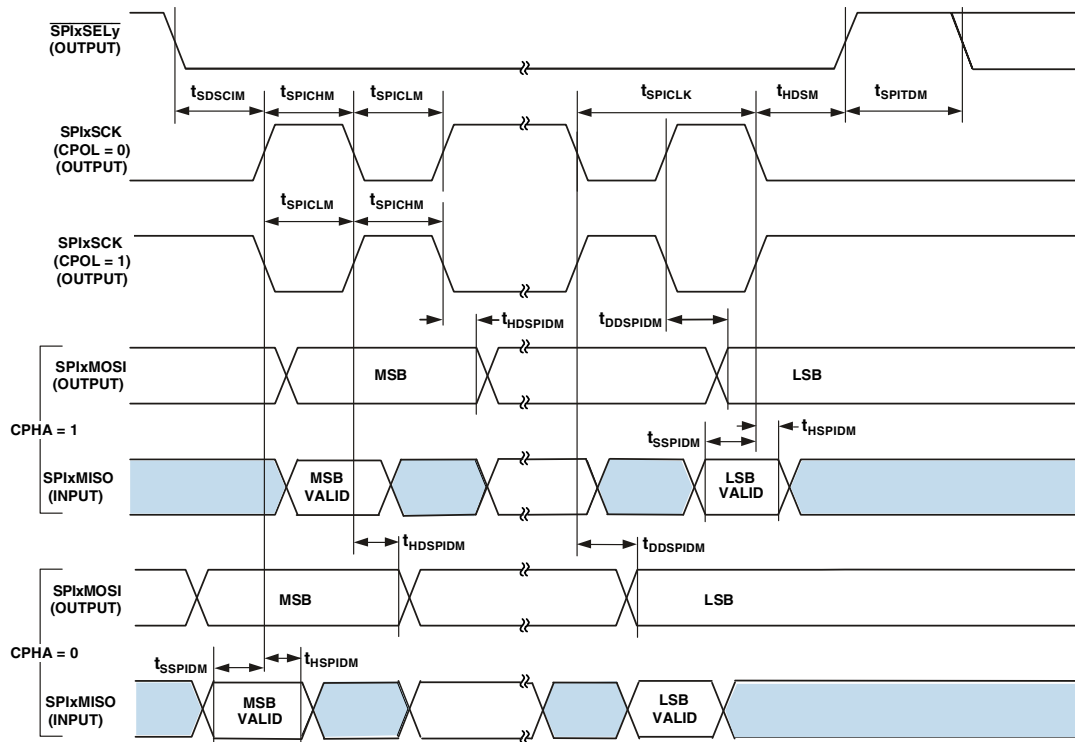 SPIxSELy
(OUTPUT)
tSDSCIM
tSPICHM
tSPICLM
tSPICLK
tHDSM
tSPITDM
SPIxSCK
(CPOL = 0)
(OUTPUT)
tSPICLM
tSPICHM
SPIxSCK
(CPOL = 1)
(OUTPUT)
tHDSPIDM
tDDSPIDM
SPIxMOSI
(OUTPUT)
MSB
LSB
CPHA = 1
tSSPIDM
tHSPIDM
SPIxMISO
(INPUT)
MSB
VALID
LSB
VALID
tHDSPIDM
tDDSPIDM
SPIxMOSI
(OUTPUT)
MSB
LSB
CPHA = 0
tSSPIDM
tHSPIDM
SPIxMISO
(INPUT)
MSB
VALID
LSB
VALID